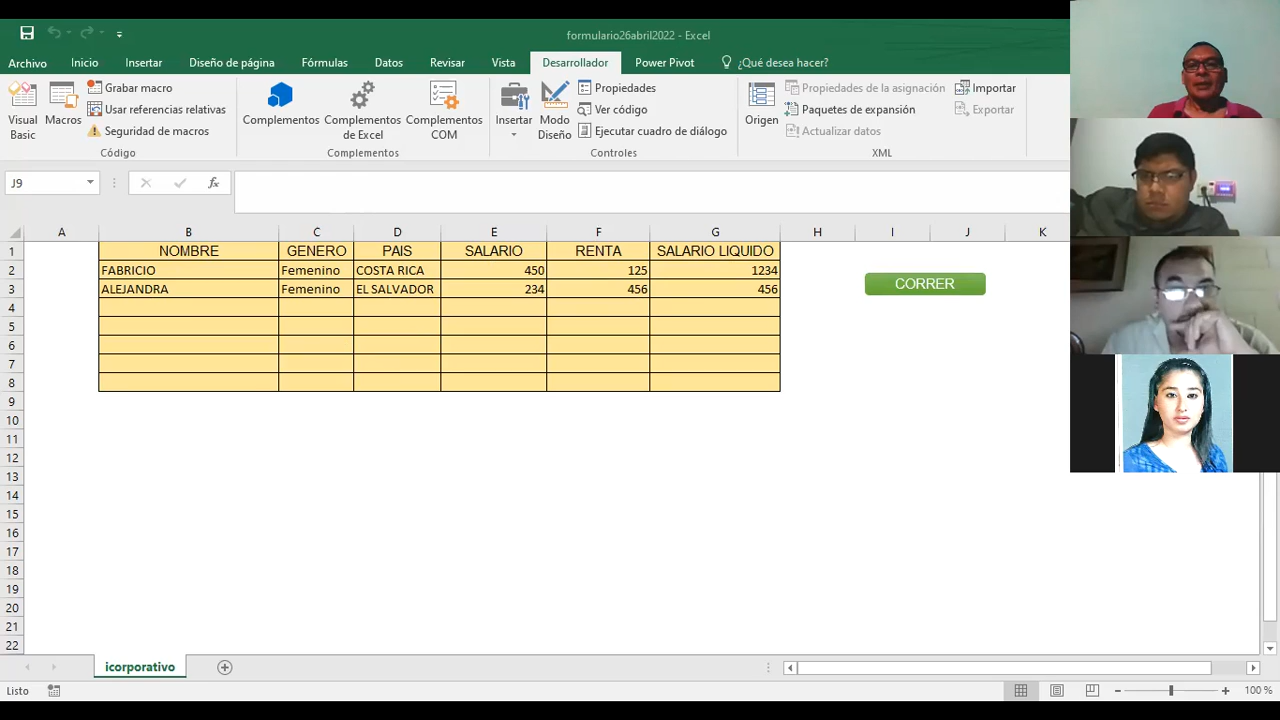 formulario26abril2022 - Excel
Archivo Inicio Insertar Diseño de página Fórmulas Datos Revisar Vista Desarrollador Power Pivot ¿Qué desea hacer?
Visual Basic
Macros
Grabar macro
Usar referencias relativas
Seguridad de macros
Código
Complementos
Complementos de Excel
Complementos COM
Complementos
Insertar
Modo Diseño
Propiedades
Ver código
Ejecutar cuadro de diálogo
Controles
Origen
Propiedades de la asignación
Paquetes de expansión
Actualizar datos
Importar
Exportar
XML
J9 fx
A B C D E F G H I J K
1 NOMBRE GENERO PAIS SALARIO RENTA SALARIO LIQUIDO
2 FABRICIO Femenino COSTA RICA 450 125 1234
CORRER
3 ALEJANDRA Femenino EL SALVADOR 234 456 456
4
5
6
7
8
9
10
11
12
13
14
15
16
17
18
19
20
21
22
icorporativo
Listo 100 %